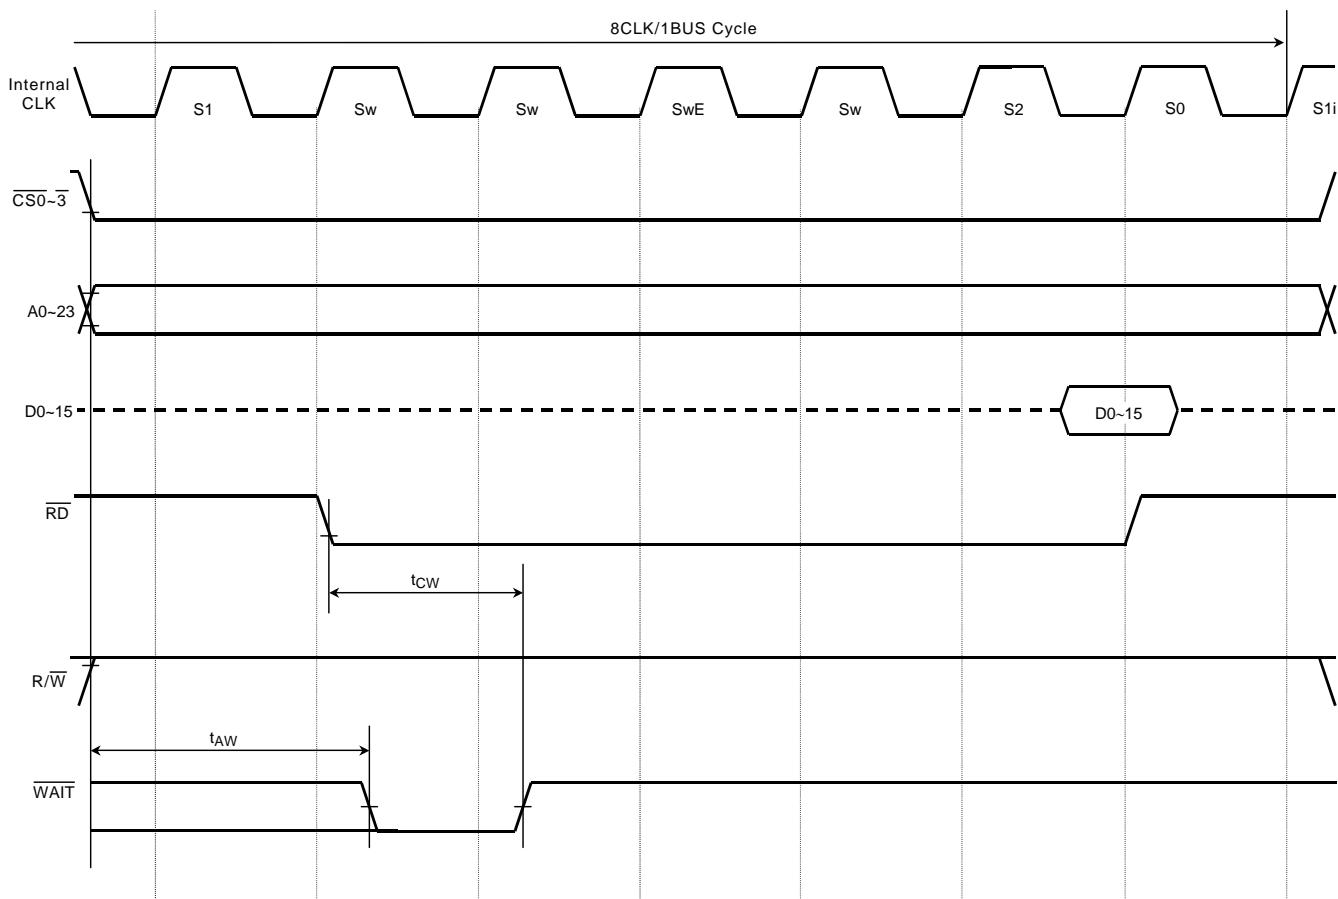 8CLK/1BUS Cycle
Internal
CLK
S1 Sw Sw SwE Sw S2 S0 S1i
CS0~3
A0~23
D0~15
D0~15
RD
tCW
R/W
tAW
WAIT